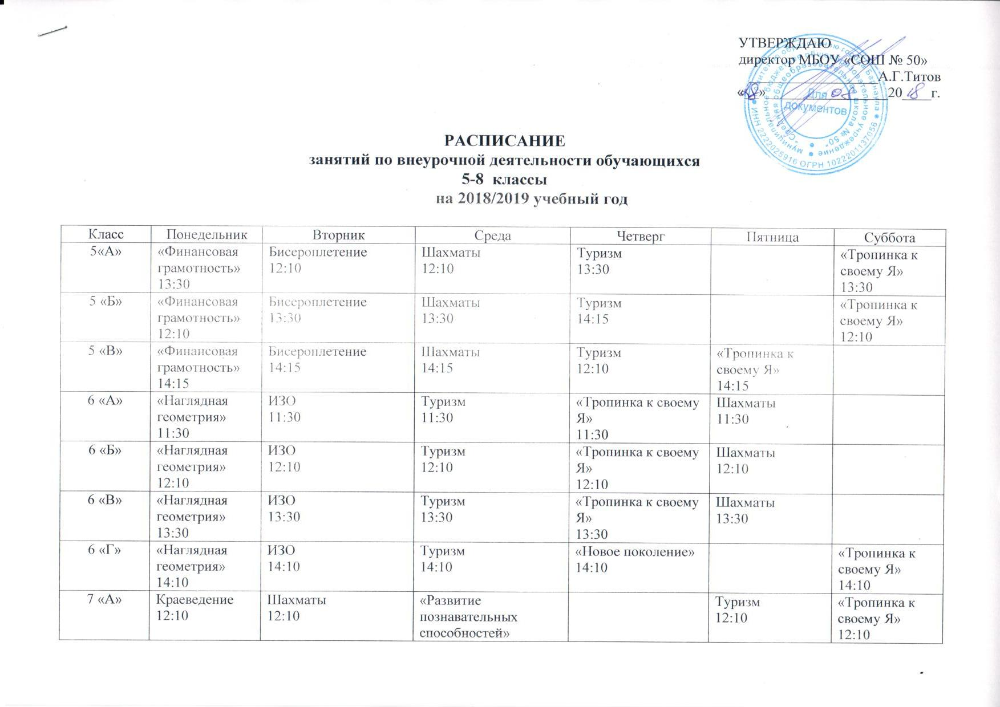 УТВЕРЖДАЮ
директор МБОУ «СОШ № 50»
А.Г.Титов
« » 08 2018 г.
Для
документов
ИНН 2222025916 ОГРН 1022201137056
РАСПИСАНИЕ
занятий по внеурочной деятельности обучающихся
5-8 классы
на 2018/2019 учебный год
Класс Понедельник Вторник Среда Четверг Пятница Суббота
5«А» «Финансовая Бисероплетение Шахматы Туризм «Тропинка к
грамотность» 12:10 12:10 13:30 своему Я»
13:30 13:30
5 «Б» «Финансовая Бисероплетение Шахматы Туризм «Тропинка к
грамотность» 13:30 13:30 14:15 своему Я»
12:10 12:10
5 «В» «Финансовая Бисероплетение Шахматы Туризм «Тропинка к
грамотность» 14:15 14:15 12:10 своему Я»
14:15 14:15
6 «А» «Наглядная ИЗО Туризм «Тропинка к своему Шахматы
геометрия» 11:30 11:30 Я» 11:30
11:30 11:30
6 «Б» «Наглядная ИЗО Туризм «Тропинка к своему Шахматы
геометрия» 12:10 12:10 Я» 12:10
12:10 12:10
6 «В» «Наглядная ИЗО Туризм «Тропинка к своему Шахматы
геометрия» 13:30 13:30 Я» 13:30
13:30 13:30
6 «Г» «Наглядная ИЗО Туризм «Новое поколение» «Тропинка к
геометрия» 14:10 14:10 14:10 своему Я»
14:10 14:10
7 «А» Краеведение Шахматы «Развитие Туризм «Тропинка к
12:10 12:10 познавательных 12:10 своему Я»
способностей» 12:10